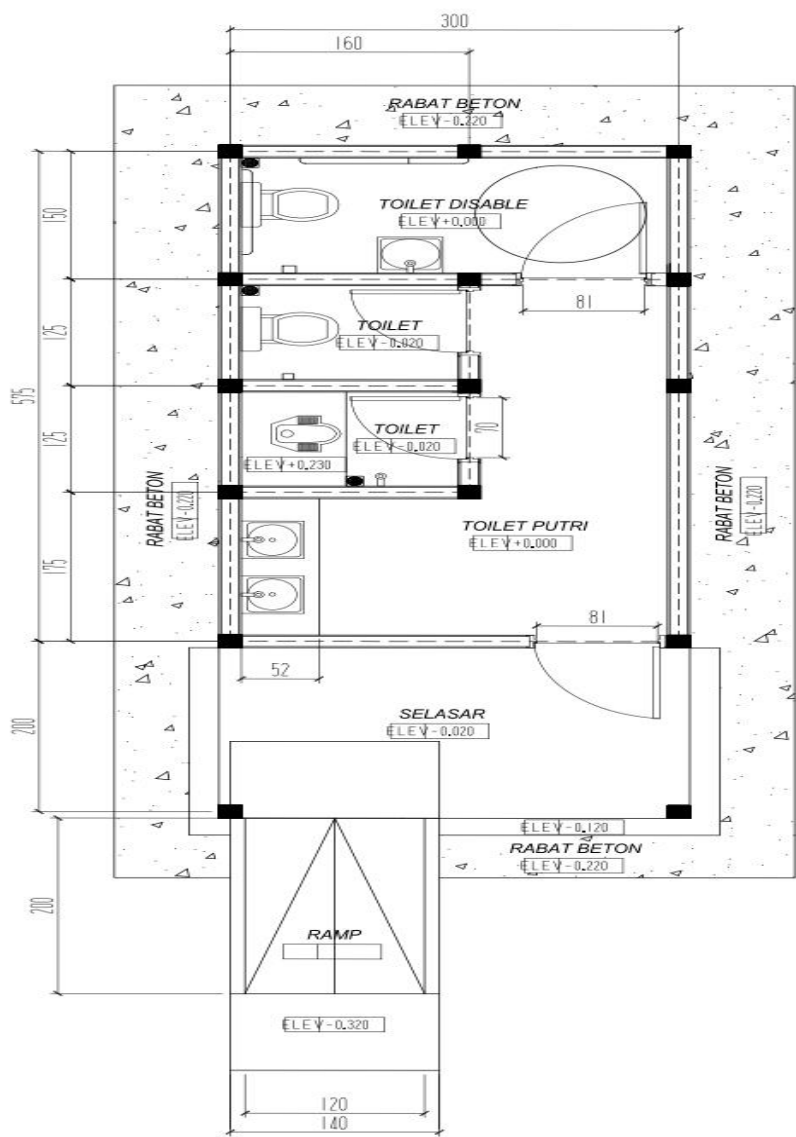 300
160
RABAT BETON
ELEV-0.220
150
TOILET DISABLE
ELEV+0.000
81
125
TOILET
ELEV-0.020
575
125
TOILET
ELEV-0.020
70
ELEV+0.230
RABAT BETON
ELEV-0.220
TOILET PUTRI
ELEV+0.000
RABAT BETON
ELEV-0.220
175
81
52
SELASAR
ELEV-0.020
200
ELEV-0.120
RABAT BETON
ELEV-0.220
200
RAMP
ELEV-0.320
120
140